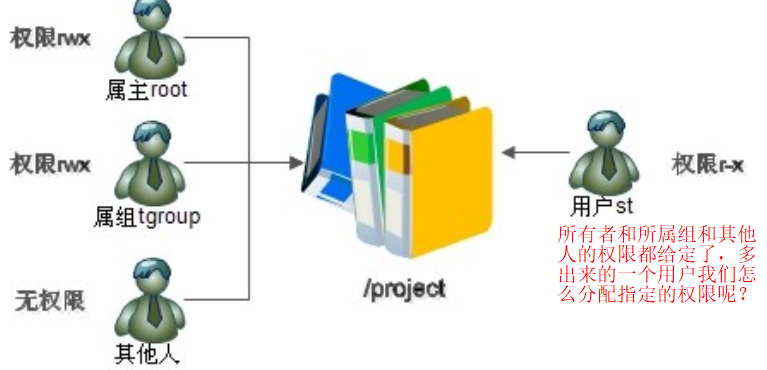 权限rwx
属主root
权限rwx
属组tgroup
无权限
其他人
/project
用户st
权限r-x
所有者和所属组和其他
人的权限都给定了，多
出来的一个用户我们怎
么分配指定的权限呢？